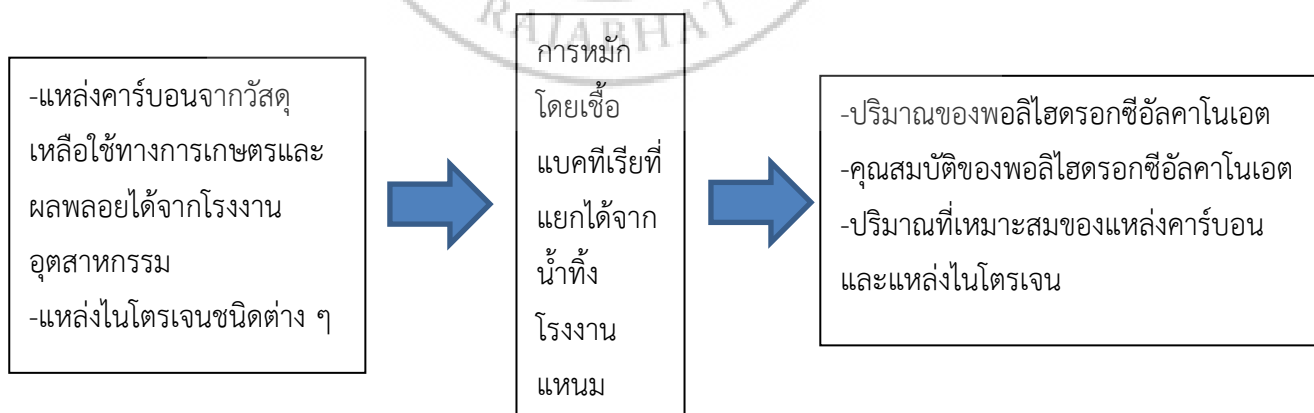 RAJABHAT
-แหล่งคาร์บอนจากวัสดุ
เหลือใช้ทางการเกษตรและ
ผลพลอยได้จากโรงงาน
อุตสาหกรรม
-แหล่งไนโตรเจนชนิดต่าง ๆ
การหมัก
โดยเชื้อ
แบคทีเรียที่
แยกได้จาก
น้ำทิ้ง
โรงงาน
แหนม
-ปริมาณของพอลิไฮดรอกซีอัลคาโนเอต
-คุณสมบัติของพอลิไฮดรอกซีอัลคาโนเอต
-ปริมาณที่เหมาะสมของแหล่งคาร์บอน
และแหล่งไนโตรเจน